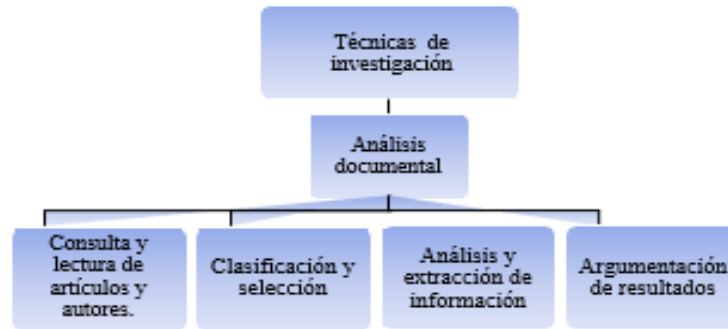 Técnicas de
investigación
Análisis
documental
Consulta y
lectura de
artículos y
autores.
Clasificación y
selección
Análisis y
extracción de
información
Argumentación
de resultados